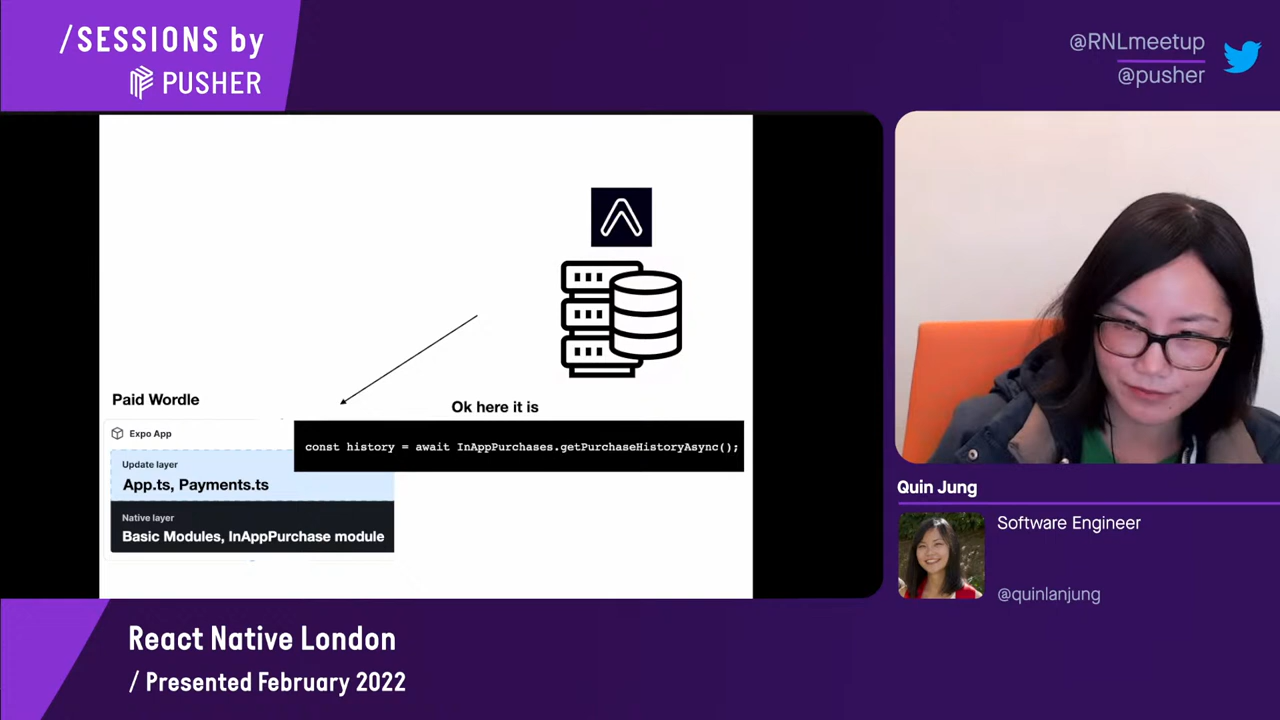 /SESSIONS by
PUSHER
@RNLmeetup
@pusher
Ok here it is
const history = await InAppPurchases.getPurchaseHistoryAsync();
Paid Wordle
Expo App
Update layer
App.ts, Payments.ts
Native layer
Basic Modules, InAppPurchase module
Quin Jung
Software Engineer
@quinlanjung
React Native London
/ Presented February 2022